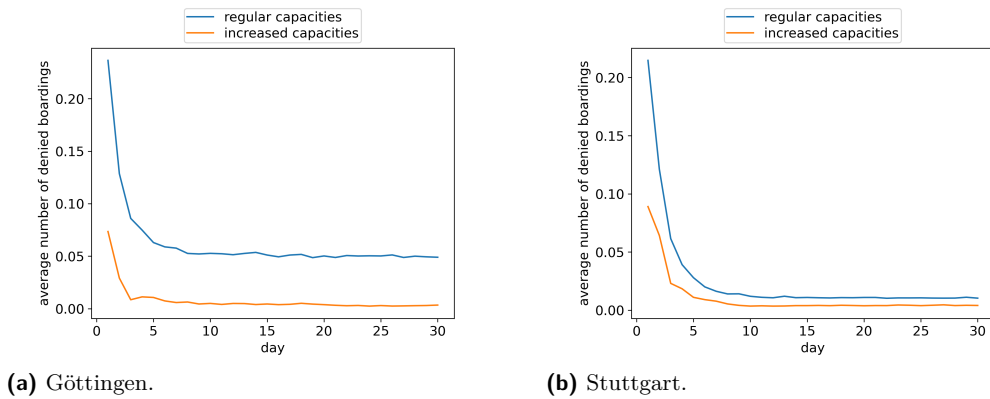 regular capacities
increased capacities
average number of denied boardings
0.20
0.15
0.10
0.05
0.00
0 5 10 15 20 25 30
day
(a) Göttingen.
regular capacities
increased capacities
average number of denied boardings
0.20
0.15
0.10
0.05
0.00
0 5 10 15 20 25 30
day
(b) Stuttgart.